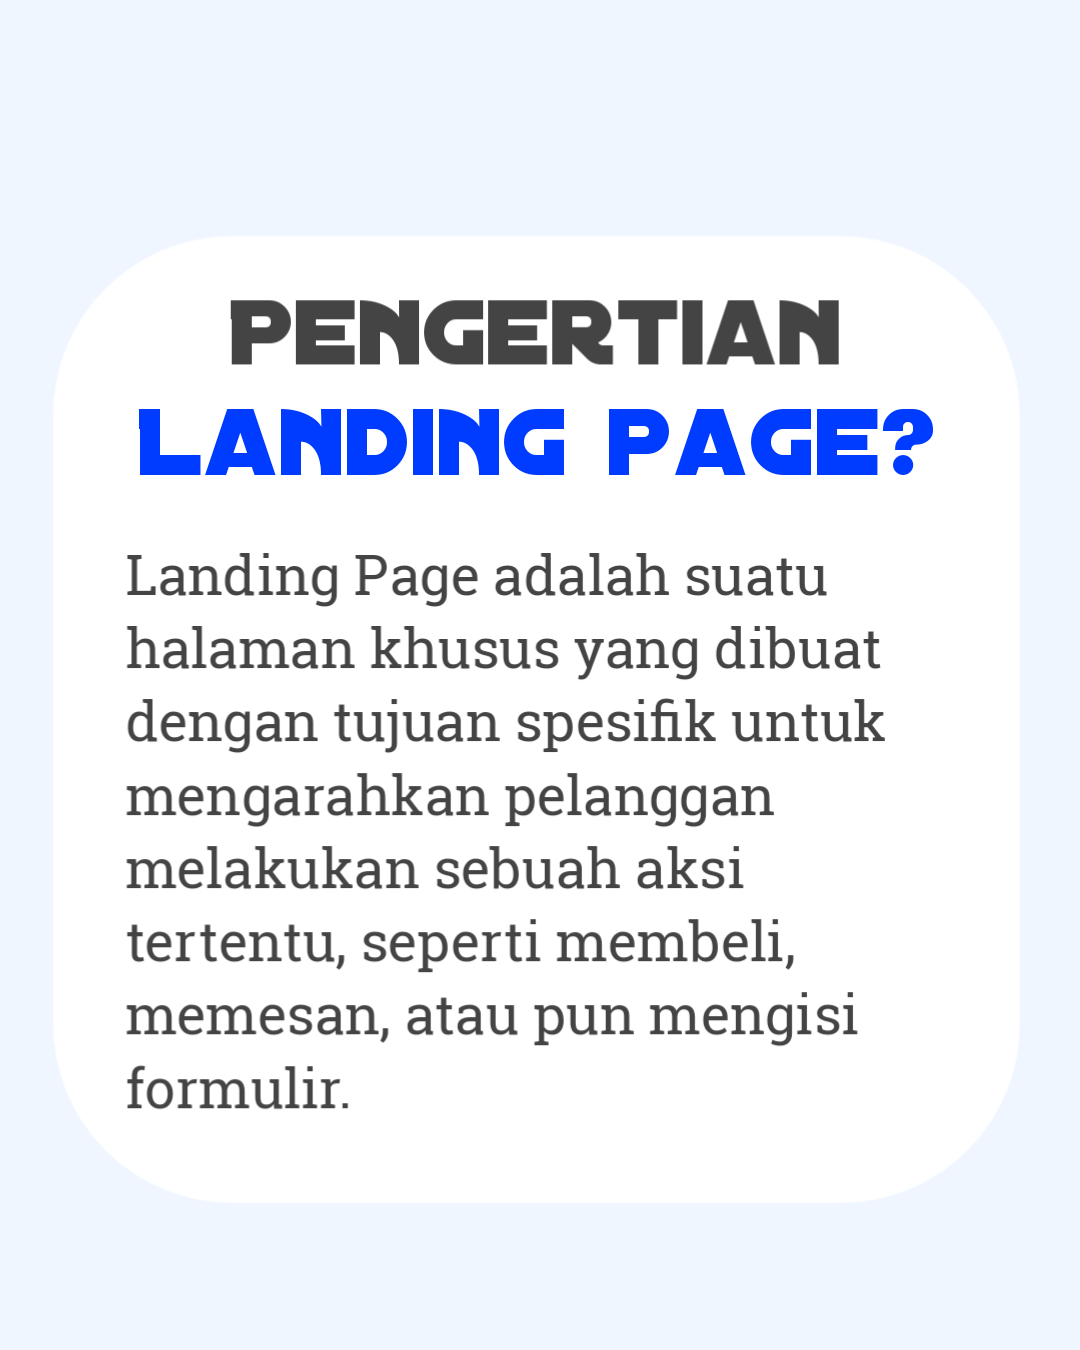 PENGERTIAN
LANDING PAGE?
Landing Page adalah suatu
halaman khusus yang dibuat
dengan tujuan spesifik untuk
mengarahkan pelanggan
melakukan sebuah aksi
tertentu, seperti membeli,
memesan, atau pun mengisi
formulir.